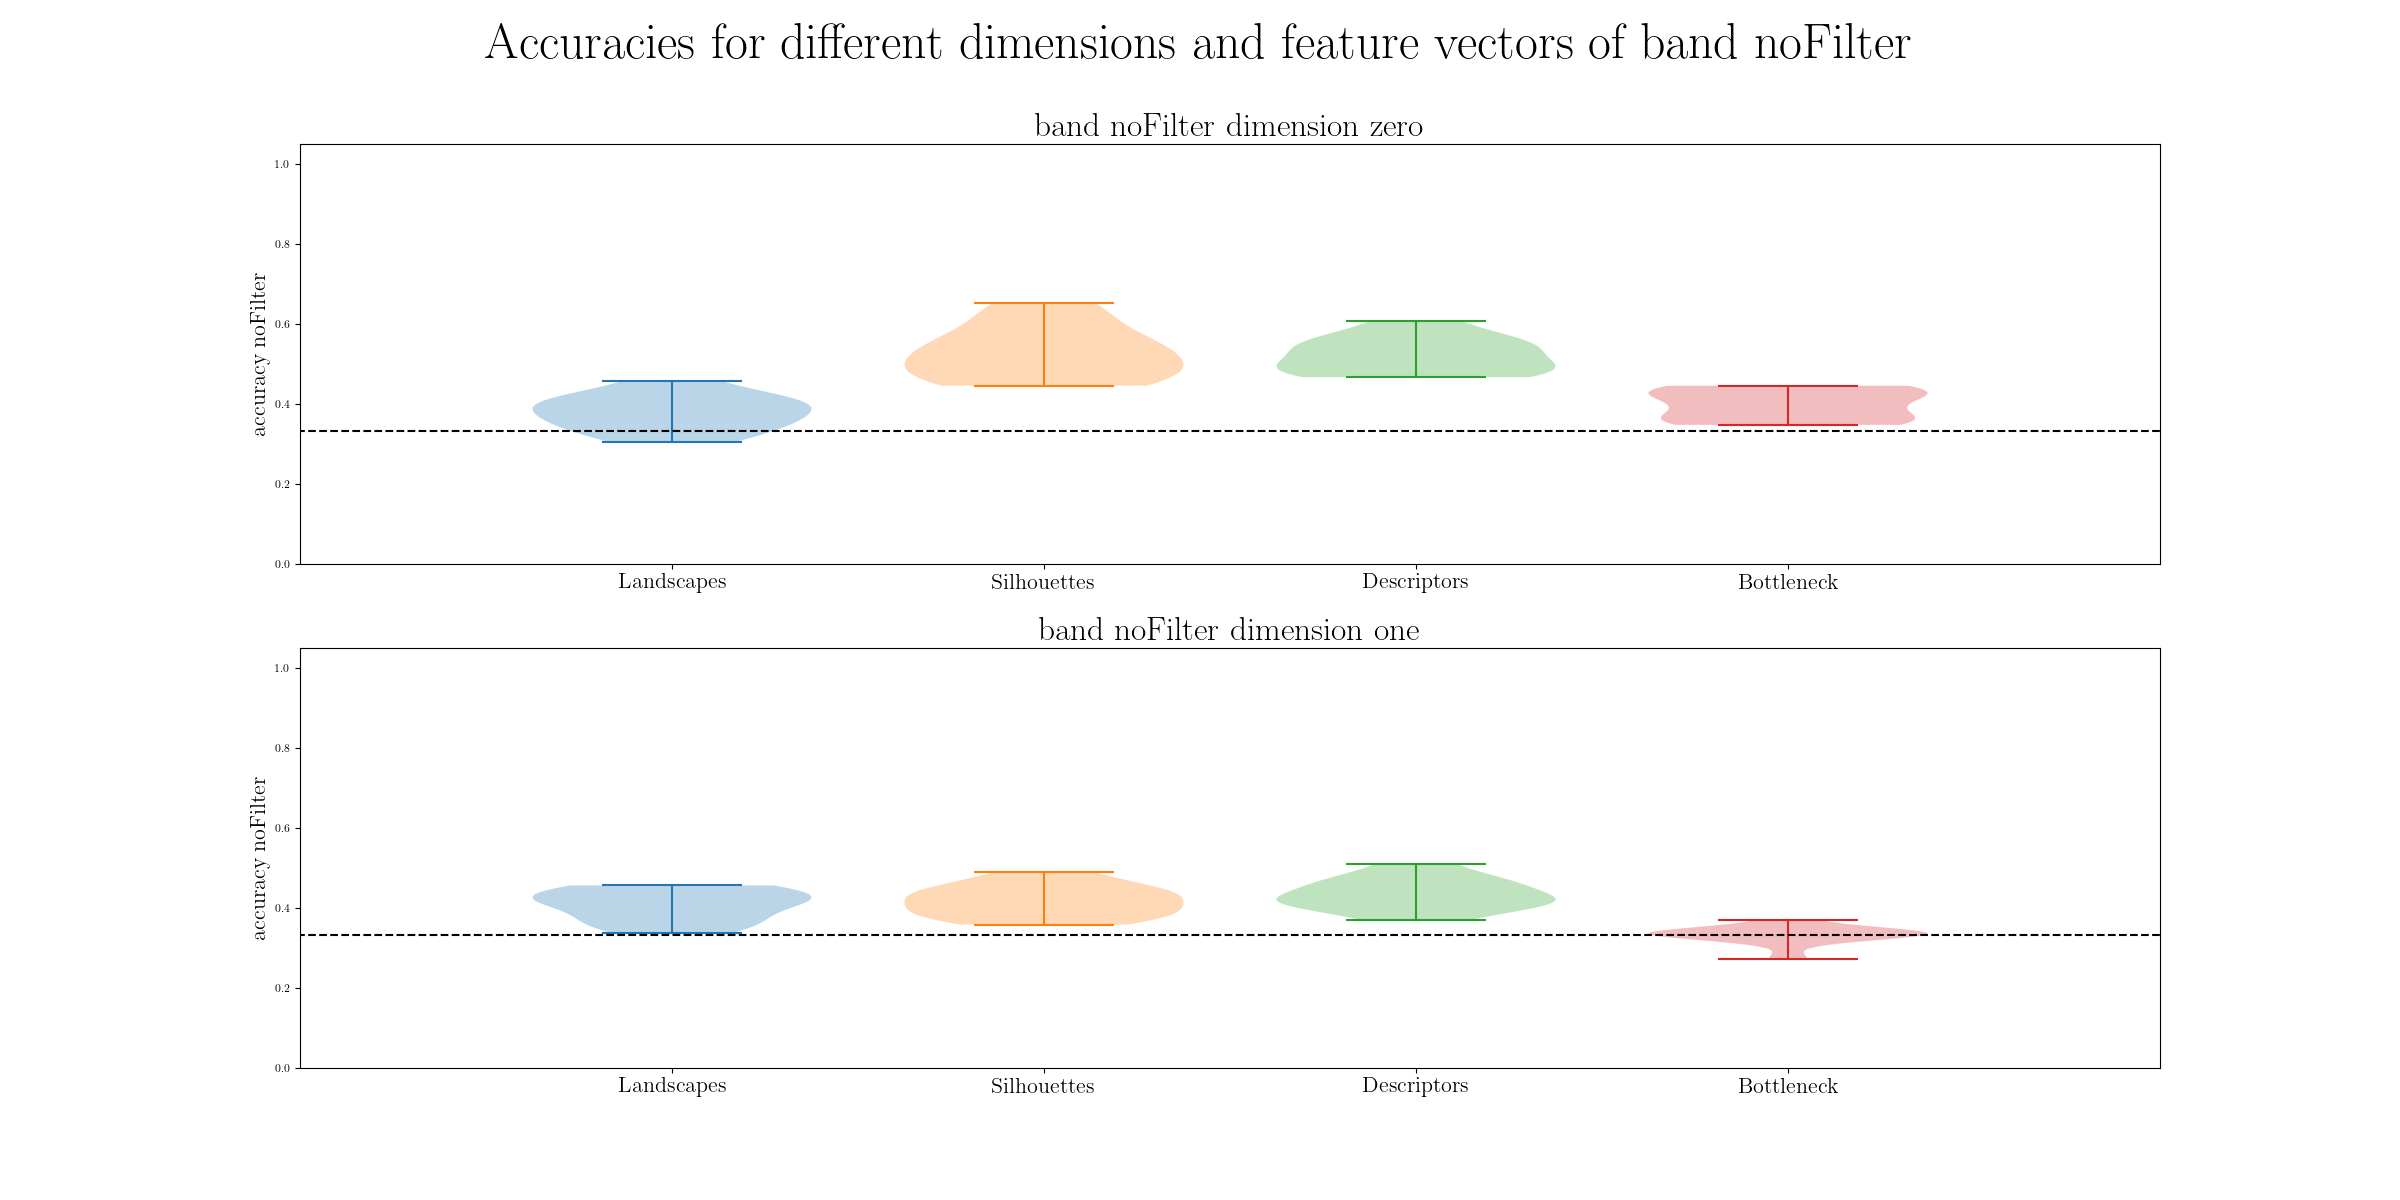 Accuracies for different dimensions and feature vectors of band noFilter
band noFilter dimension zero
accuracy noFilter
1.0
0.8
0.6
0.4
0.2
0.0
Landscapes Silhouettes Descriptors Bottleneck
band noFilter dimension one
accuracy noFilter
1.0
0.8
0.6
0.4
0.2
0.0
Landscapes Silhouettes Descriptors Bottleneck